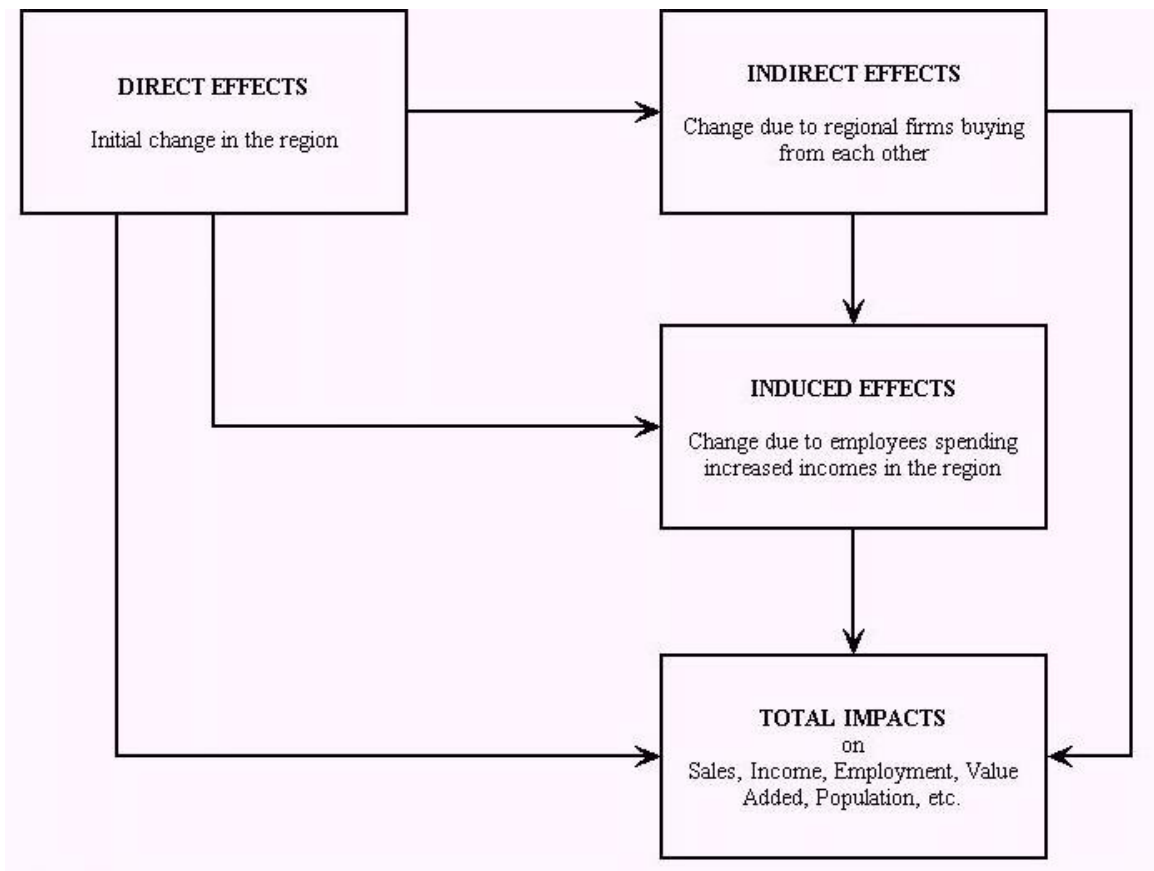 DIRECT EFFECTS
Initial change in the region
INDIRECT EFFECTS
Change due to regional firms buying
from each other
INDUCED EFFECTS
Change due to employees spending
increased incomes in the region
TOTAL IMPACTS
on
Sales, Income, Employment, Value
Added, Population, etc.